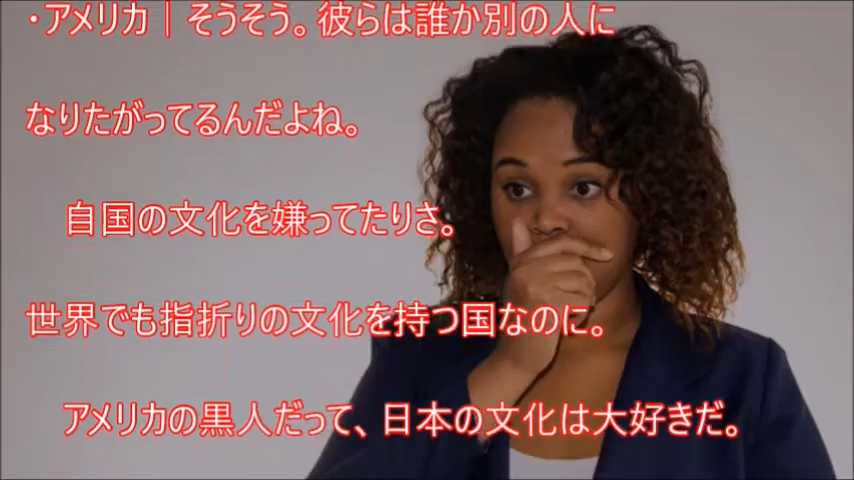 ・アメリカ｜そうそう。彼らは誰か別の人に
なりたがってるんだよね。
自国の文化を嫌ってたりさ。
世界でも指折りの文化を持つ国なのに。
アメリカの黒人だって、日本の文化は大好きだ。